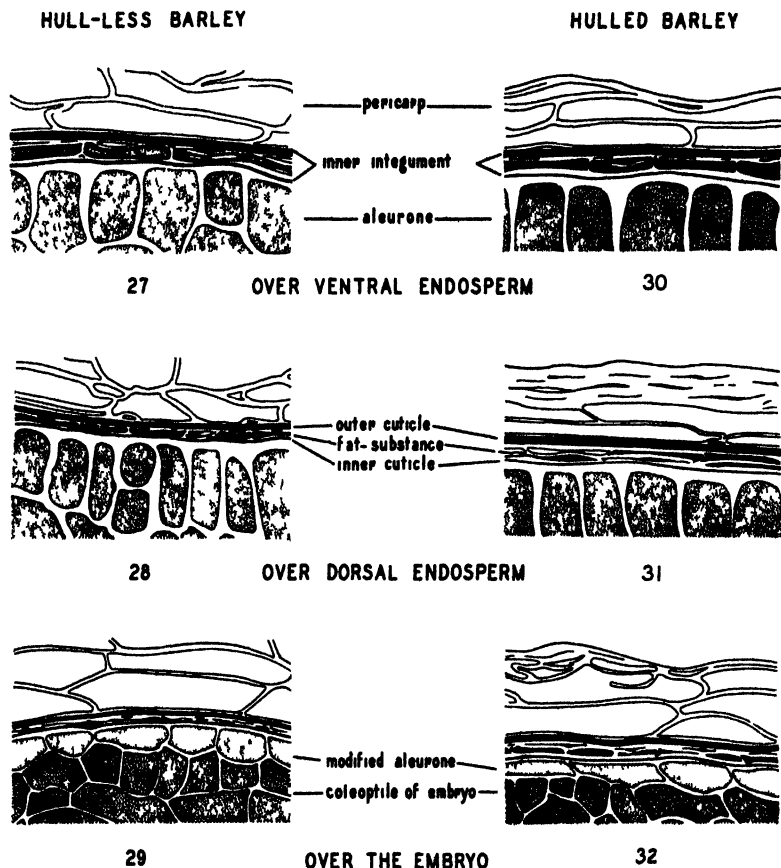 HULL-LESS BARLEY
HULLED BARLEY
pericarp
inner integument
aleurone
27
OVER VENTRAL ENDOSPERM
30
outer cuticle
fat-substance
inner cuticle
28
OVER DORSAL ENDOSPERM
31
modified aleurone
coleoptile of embryo
29
OVER THE EMBRYO
32